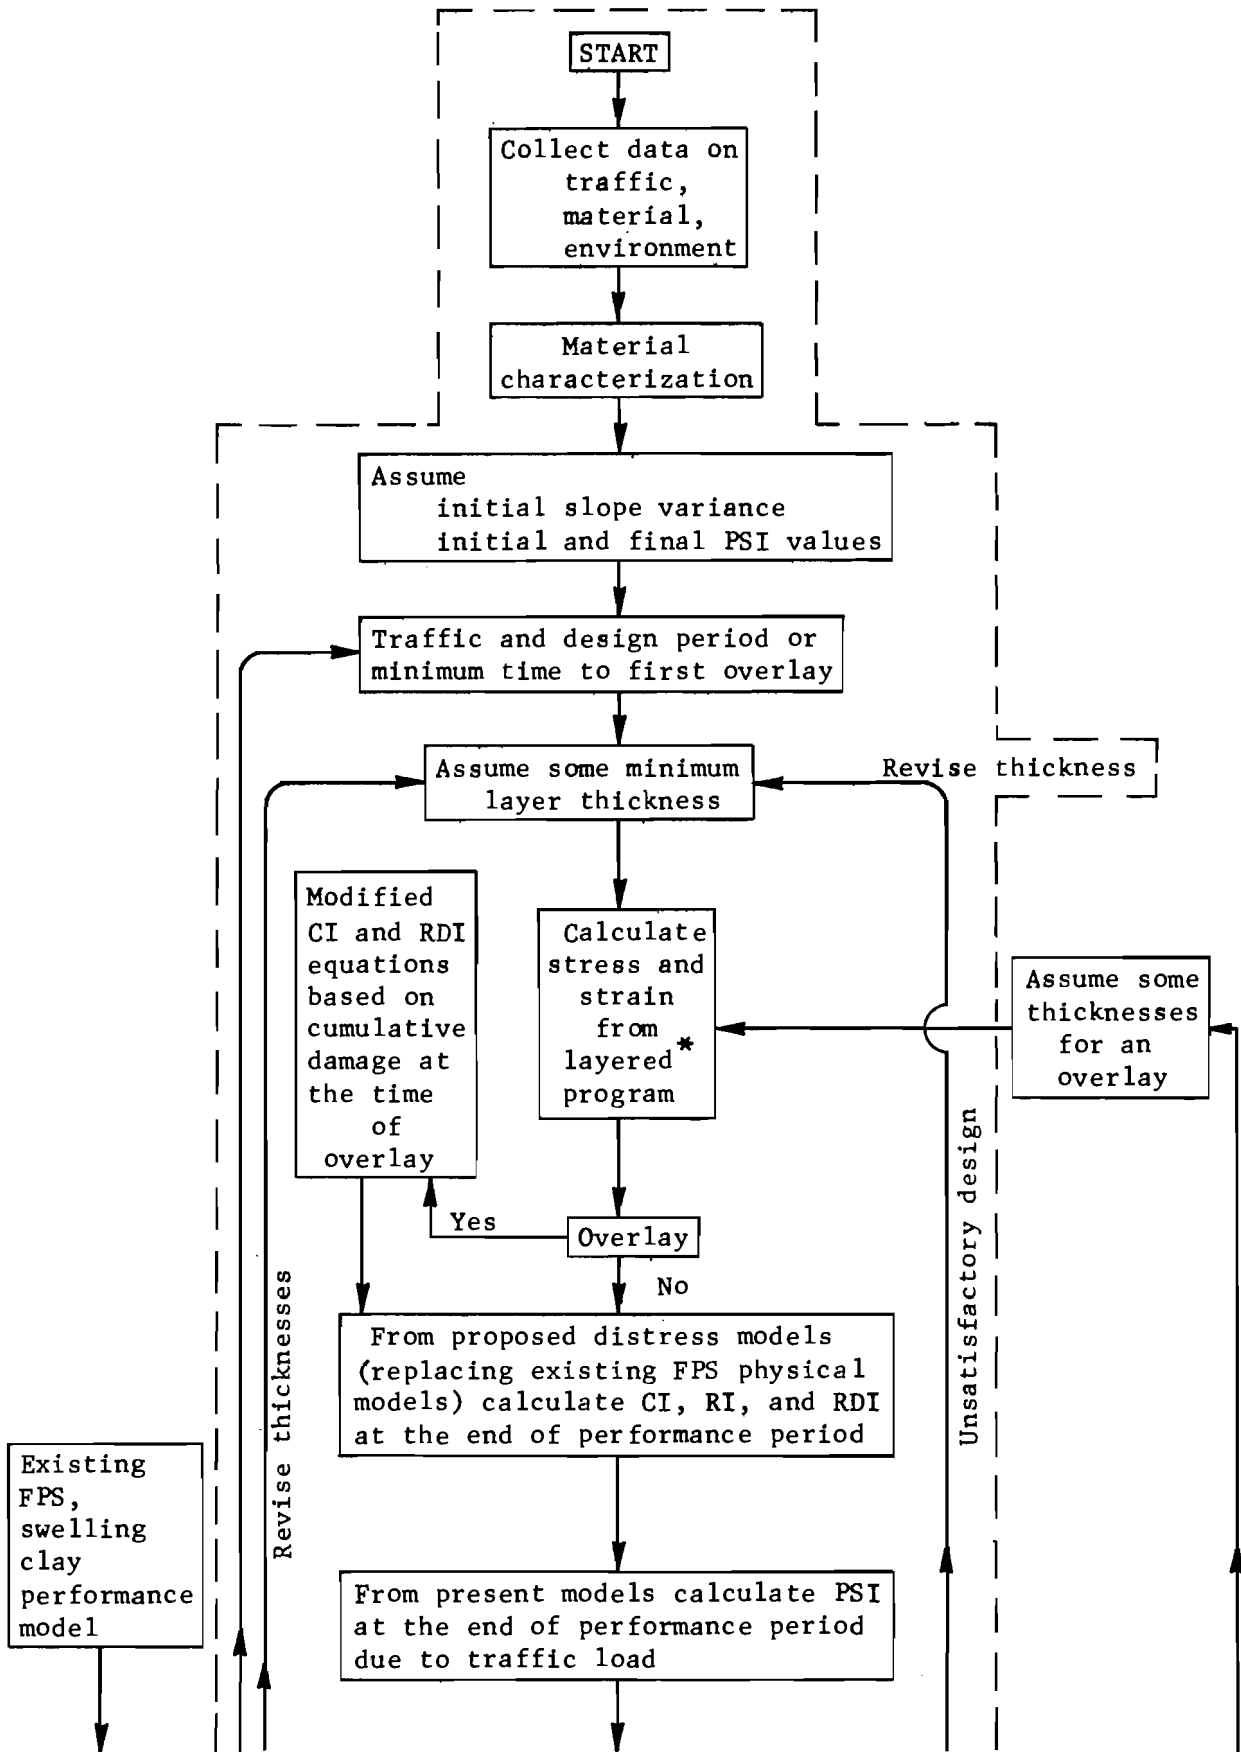 START
Collect data on
traffic,
material,
environment
Material
characterization
Assume
initial slope variance
initial and final PSI values
Traffic and design period or
minimum time to first overlay
Assume some minimum
layer thickness
Revise thickness
Modified
CI and RDI
equations
based on
cumulative
damage at
the time
of
overlay
Calculate
stress and
strain
from
layered *
program
Assume some
thicknesses
for an
overlay
Yes
Overlay
No
Unsatisfactory design
Revise thicknesses
From proposed distress models
(replacing existing FPS physical
models) calculate CI, RI, and RDI
at the end of performance period
Existing
FPS,
swelling
clay
performance
model
From present models calculate PSI
at the end of performance period
due to traffic load